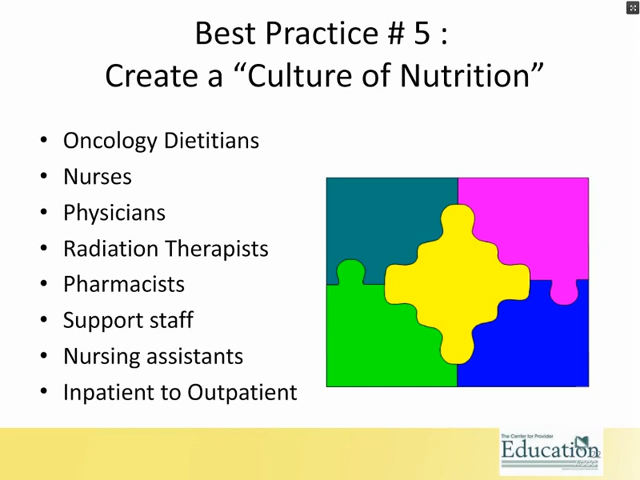 Best Practice # 5 :
Create a “Culture of Nutrition”
• Oncology Dietitians
• Nurses
• Physicians
• Radiation Therapists
• Pharmacists
• Support staff
• Nursing assistants
• Inpatient to Outpatient
The Center for Provider
Education